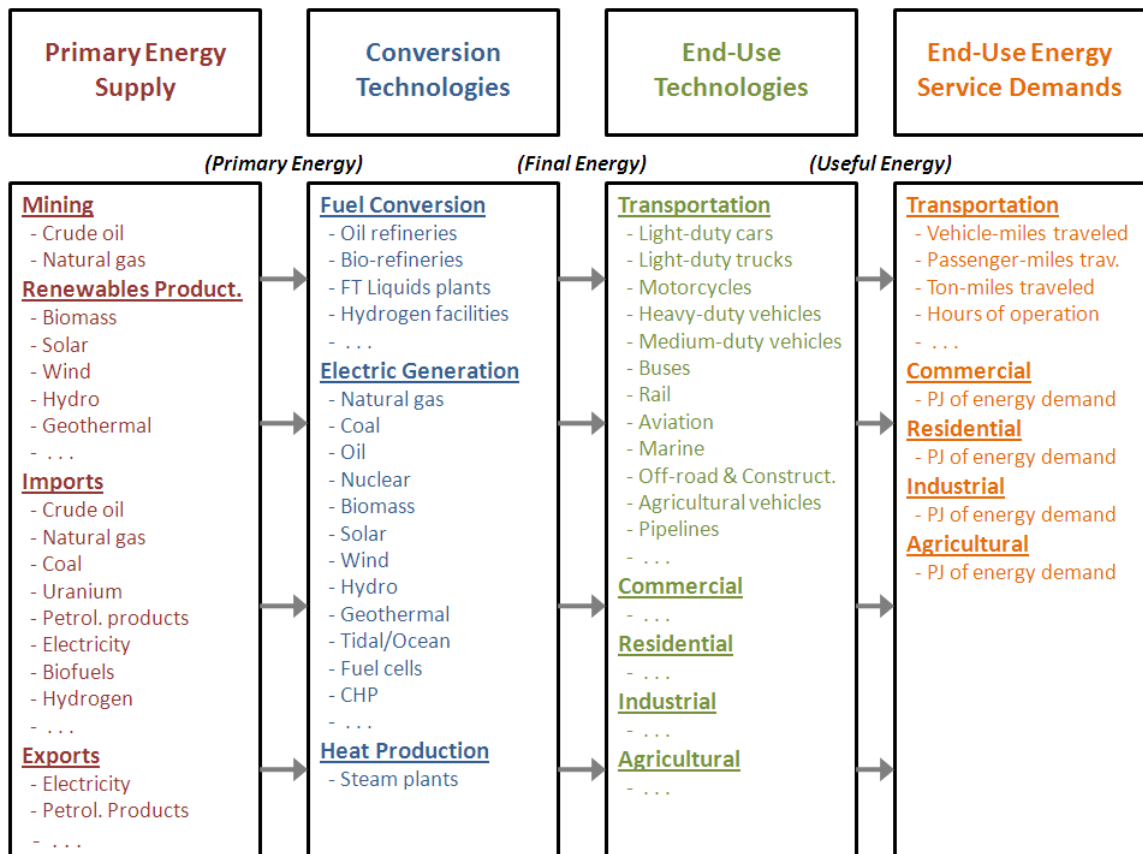 Primary Energy
Supply
Conversion
Technologies
End-Use
Technologies
End-Use Energy
Service Demands
(Primary Energy)
(Final Energy)
(Useful Energy)
Mining
- Crude oil
- Natural gas
Renewables Product.
- Biomass
- Solar
- Wind
- Hydro
- Geothermal
- . . .
Imports
- Crude oil
- Natural gas
- Coal
- Uranium
- Petrol. products
- Electricity
- Biofuels
- Hydrogen
- . . .
Exports
- Electricity
- Petrol. Products
- . . .
Fuel Conversion
- Oil refineries
- Bio-refineries
- FT Liquids plants
- Hydrogen facilities
- . . .
Electric Generation
- Natural gas
- Coal
- Oil
- Nuclear
- Biomass
- Solar
- Wind
- Hydro
- Geothermal
- Tidal/Ocean
- Fuel cells
- CHP
- . . .
Heat Production
- Steam plants
Transportation
- Light-duty cars
- Light-duty trucks
- Motorcycles
- Heavy-duty vehicles
- Medium-duty vehicles
- Buses
- Rail
- Aviation
- Marine
- Off-road & Construct.
- Agricultural vehicles
- Pipelines
- . . .
Commercial
- . . .
Residential
- . . .
Industrial
- . . .
Agricultural
- . . .
Transportation
- Vehicle-miles traveled
- Passenger-miles trav.
- Ton-miles traveled
- Hours of operation
- . . .
Commercial
- PJ of energy demand
Residential
- PJ of energy demand
Industrial
- PJ of energy demand
Agricultural
- PJ of energy demand